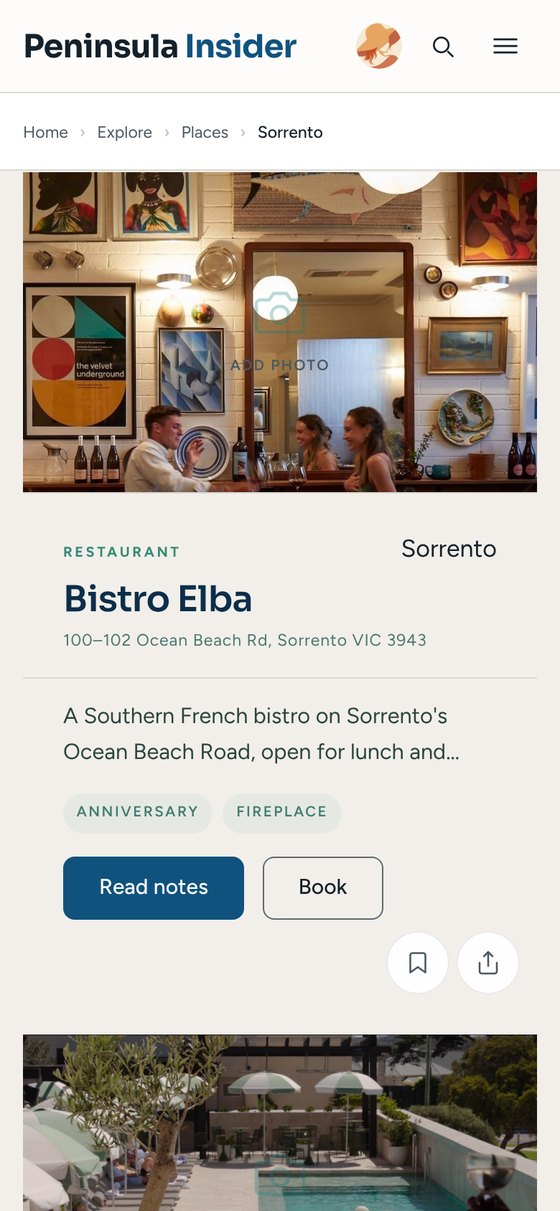 Peninsula Insider
Home › Explore › Places › Sorrento
the velvet
underground
ADD PHOTO
RESTAURANT
Sorrento
Bistro Elba
100–102 Ocean Beach Rd, Sorrento VIC 3943
A Southern French bistro on Sorrento's
Ocean Beach Road, open for lunch and...
ANNIVERSARY
FIREPLACE
Read notes
Book